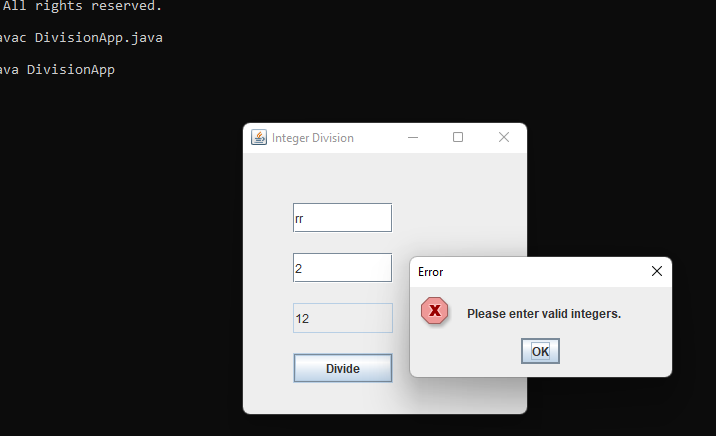 All rights reserved.
avac DivisionApp.java
ava DivisionApp
Integer Division
rr
2
12
Divide
Error
X
Please enter valid integers.
OK